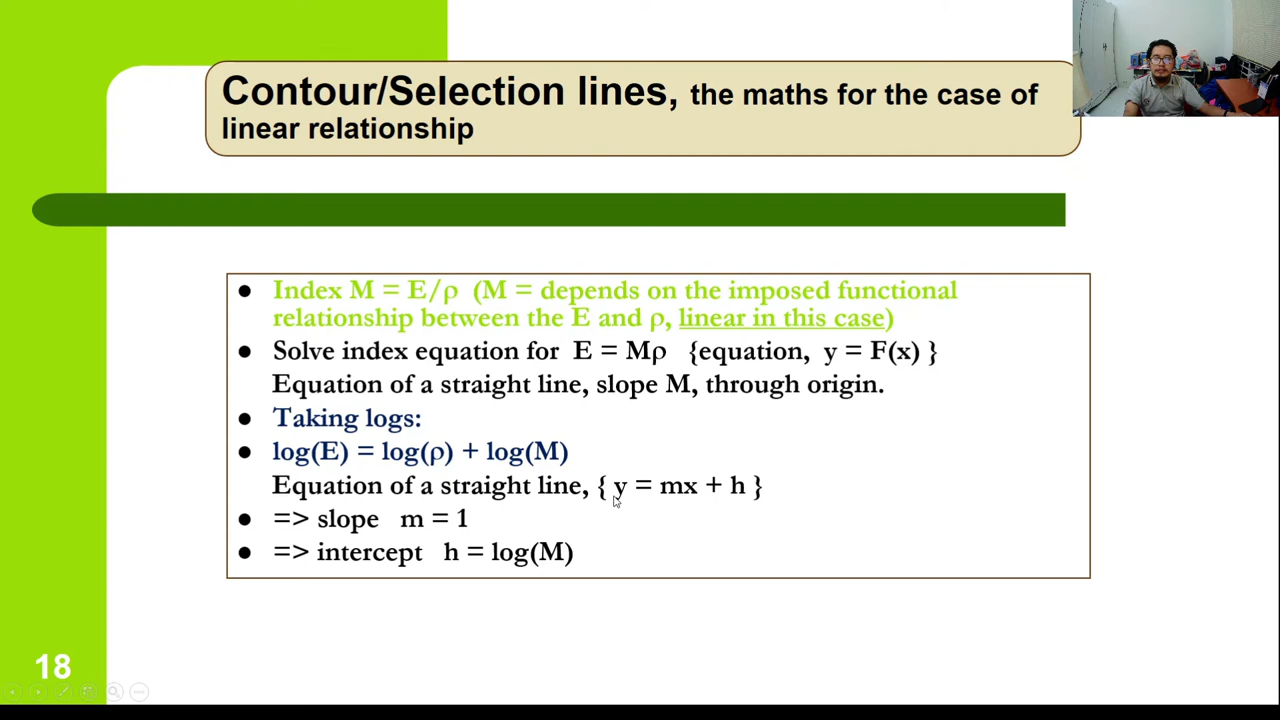 Contour/Selection lines, the maths for the case of
linear relationship
● Index M = E/ρ (M = depends on the imposed functional
relationship between the E and ρ, linear in this case)
● Solve index equation for E = Mρ {equation, y = F(x) }
Equation of a straight line, slope M, through origin.
● Taking logs:
● log(E) = log(ρ) + log(M)
Equation of a straight line, { y = mx + h }
● => slope m = 1
● => intercept h = log(M)
18